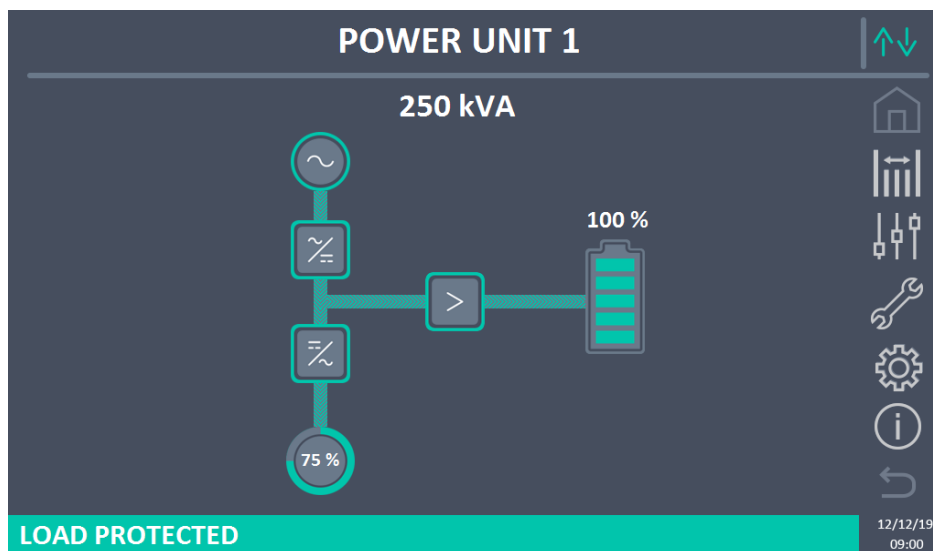 POWER UNIT 1
250 kVA
100 %
>
75 %
LOAD PROTECTED
12/12/19
09:00